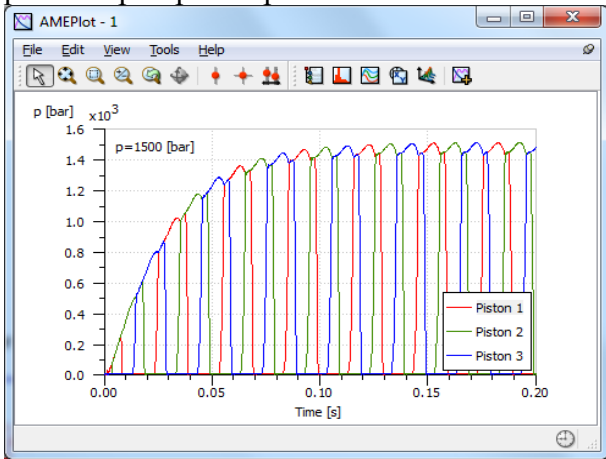 AMEPlot - 1
File Edit View Tools Help
p [bar] x10³
p=1500 [bar]
1.6
1.4
1.2
1.0
0.8
0.6
0.4
0.2
0.0
0.00 0.05 0.10 0.15 0.20
Time [s]
Piston 1
Piston 2
Piston 3